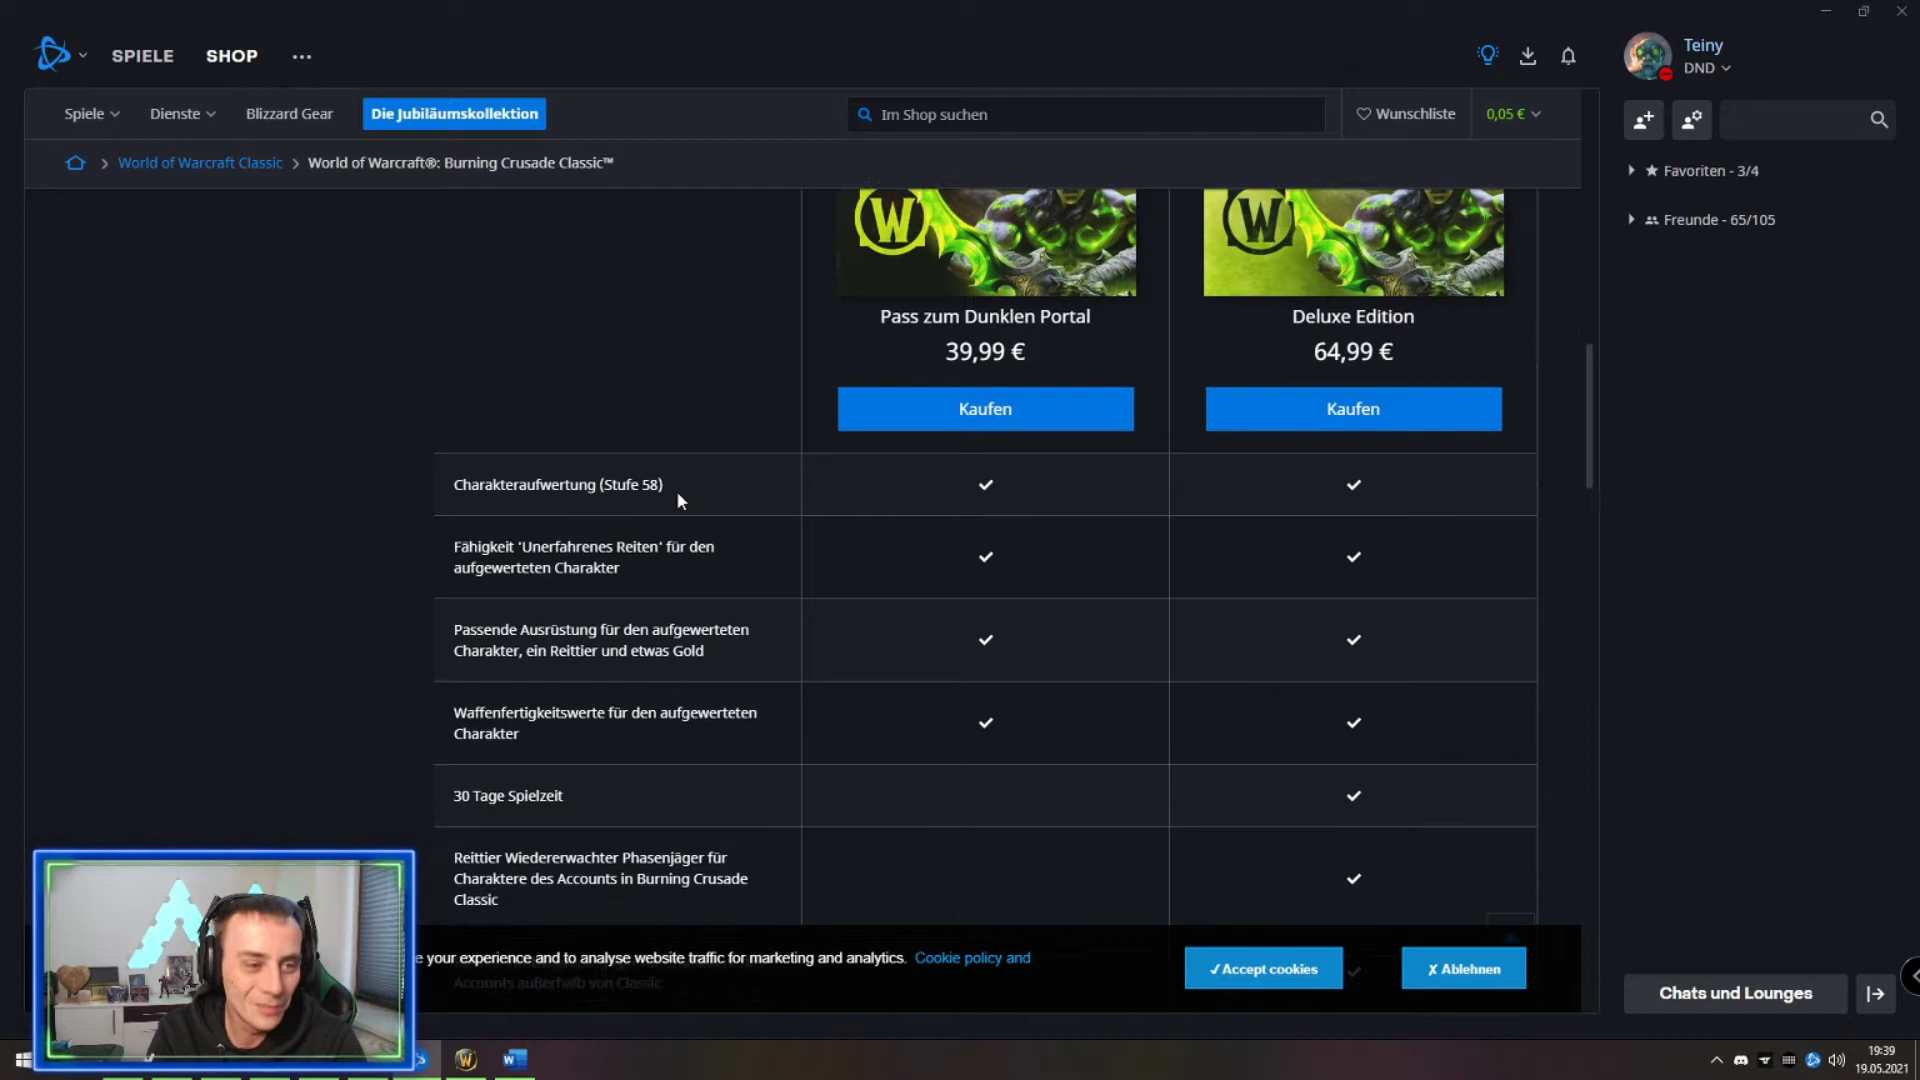 SPIELE
SHOP
Teiny
DND
Spiele
Dienste
Blizzard Gear
Die Jubiläumskollektion
Im Shop suchen
Wunschliste
0,05 €
World of Warcraft Classic
World of Warcraft®: Burning Crusade Classic™
Favoriten - 3/4
Freunde - 65/105
W
W
Pass zum Dunklen Portal
Deluxe Edition
39,99 €
64,99 €
Kaufen
Kaufen
Charakteraufwertung (Stufe 58)
Fähigkeit 'Unerfahrenes Reiten' für den
aufgewerteten Charakter
Passende Ausrüstung für den aufgewerteten
Charakter, ein Reittier und etwas Gold
Waffenfertigkeitswerte für den aufgewerteten
Charakter
30 Tage Spielzeit
Reittier Wiedererwachter Phasenjäger für
Charaktere des Accounts in Burning Crusade
Classic
e your experience and to analyse website traffic for marketing and analytics. Cookie policy and
Accounts außerhalb von Classic
✓Accept cookies
✗ Ablehnen
Chats und Lounges
19:39
19.05.2021